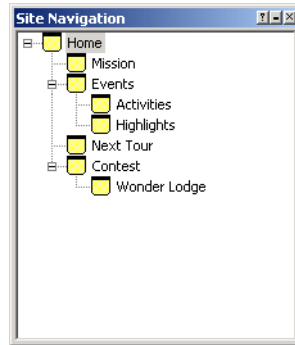 Site Navigation
Home
Mission
Events
Activities
Highlights
Next Tour
Contest
Wonder Lodge